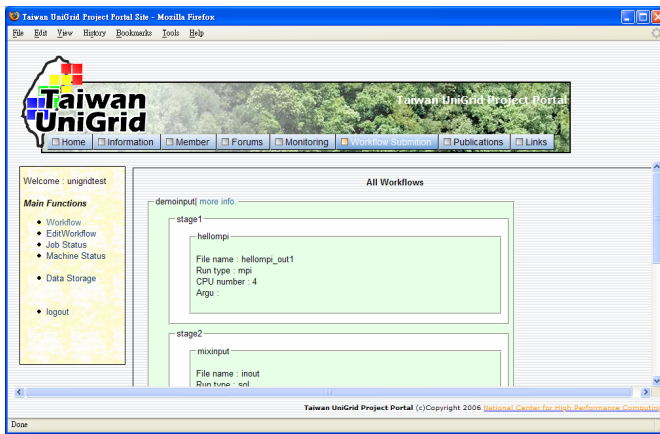 Taiwan UniGrid Project Portal Site - Mozilla Firefox
File Edit View History Bookmarks Tools Help
Taiwan UniGrid
Taiwan UniGrid Project Portal
Home Information Member Forums Monitoring Workflow Submition Publications Links
Welcome : unigridtest
Main Functions
Workflow
EditWorkflow
Job Status
Machine Status
Data Storage
logout
All Workflows
demoinput| more info.
stage1
hellompi
File name : hellompi_out1
Run type : mpi
CPU number : 4
Argu :
stage2
mixinput
File name : inout
Run type : sql
Taiwan UniGrid Project Portal (c)Copyright 2006 National Center for High Performance Computing
Done